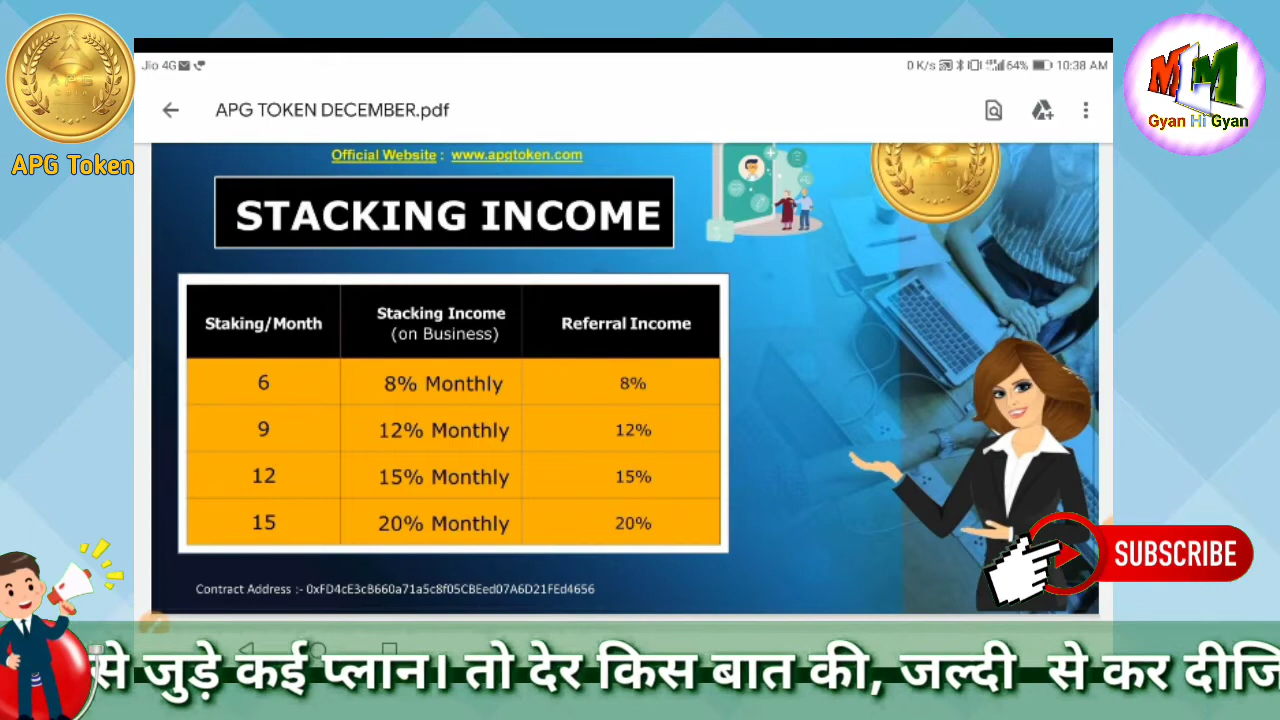 Jio 4G
0 K/s
64%
10:38 AM
APG TOKEN DECEMBER.pdf
APG Token
MLM
Gyan Hi Gyan
Official Website : www.apgtoken.com
STACKING INCOME
Staking/Month
Stacking Income
(on Business)
Referral Income
6 8% Monthly 8%
9 12% Monthly 12%
12 15% Monthly 15%
15 20% Monthly 20%
SUBSCRIBE
Contract Address :- 0xFD4cE3cB660a71a5c8f05CBEed07A6D21FEd4656
से जुड़े कई प्लान। तो देर किस बात की, जल्दी से कर दीजि